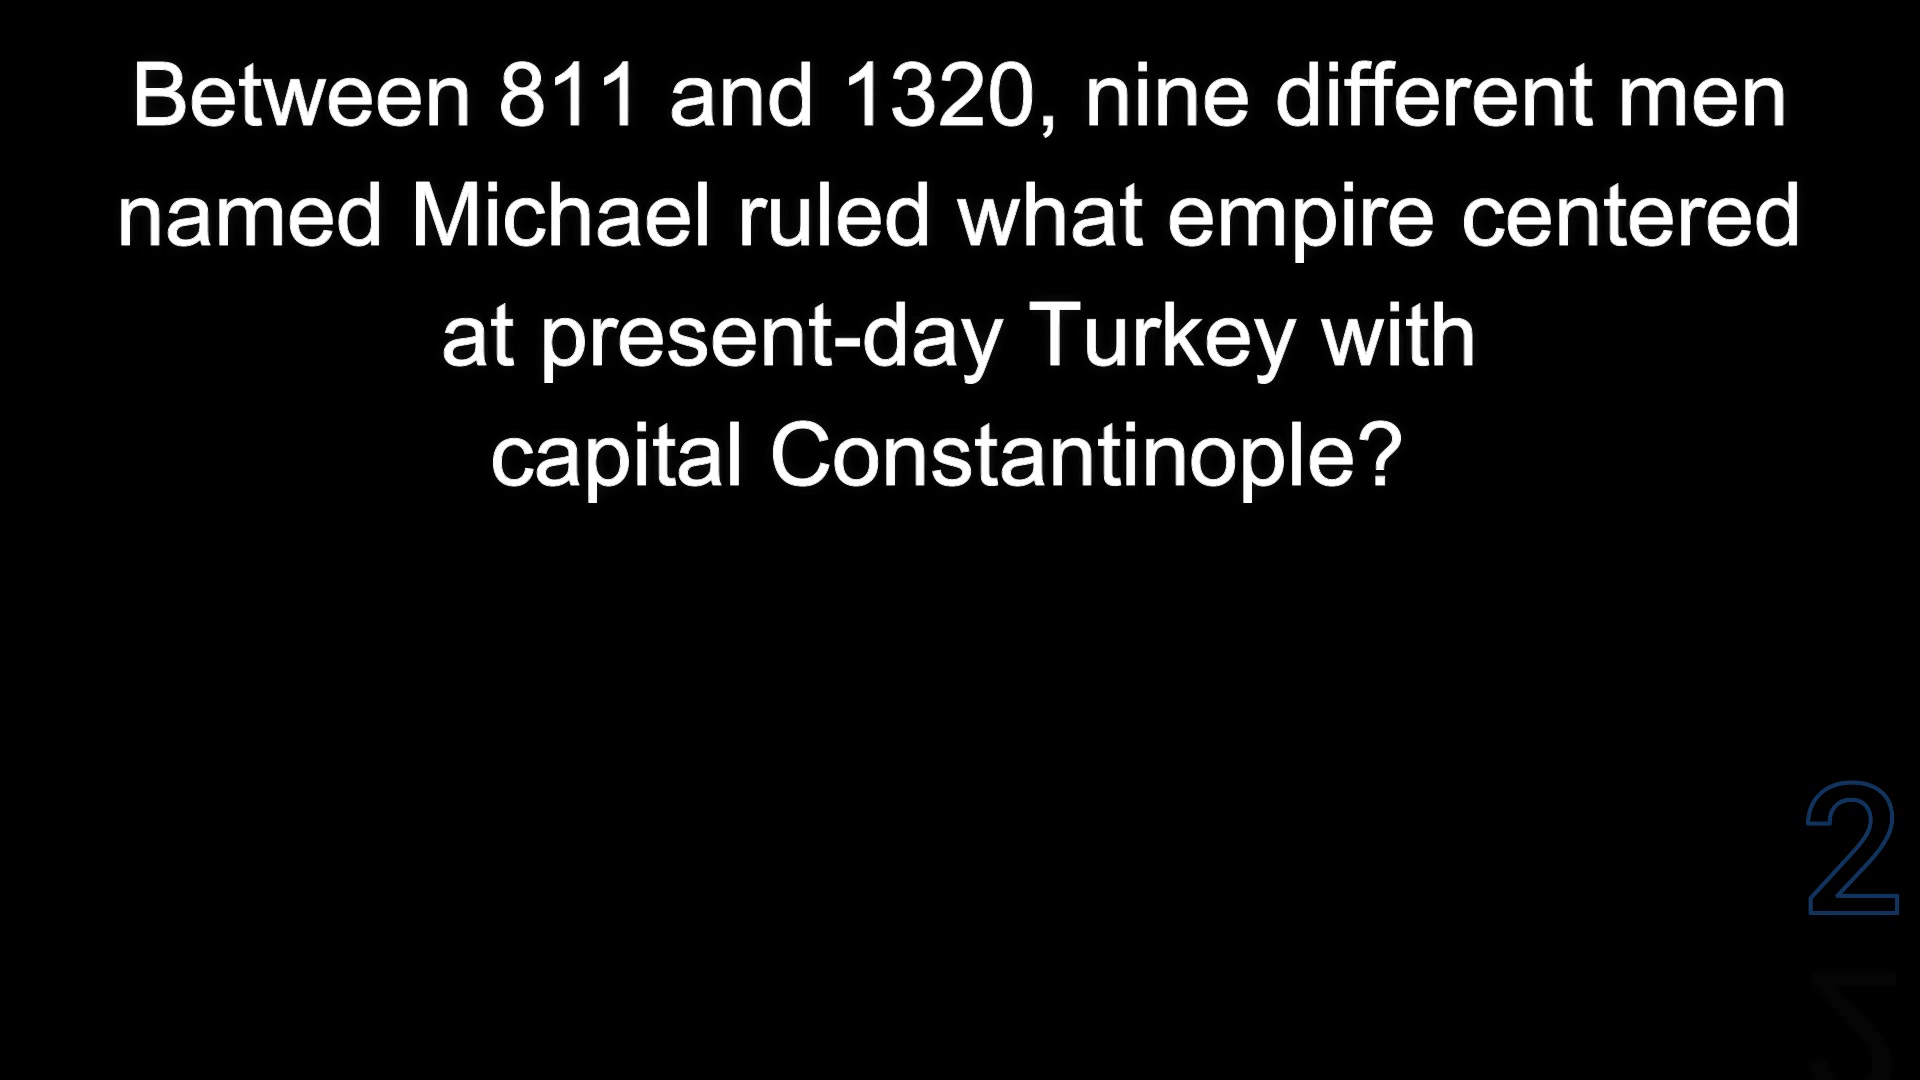 Between 811 and 1320, nine different men
named Michael ruled what empire centered
at present-day Turkey with
capital Constantinople?
2